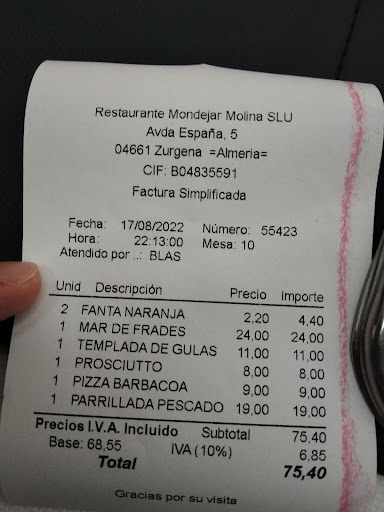 Restaurante Mondejar Molina SLU
Avda España, 5
04661 Zurgena =Almeria=
CIF: B04835591
Factura Simplificada
Fecha: 17/08/2022 Número: 55423
Hora: 22:13:00 Mesa: 10
Atendido por ..: BLAS
Unid Descripción Precio importe
2 FANTA NARANJA 2,20 4,40
1 MAR DE FRADES 24,00 24,00
1 TEMPLADA DE GULAS 11,00 11,00
1 PROSCIUTTO 8,00 8,00
1 PIZZA BARBACOA 9,00 9,00
1 PARRILLADA PESCADO 19,00 19,00
Precios I.V.A. Incluido Subtotal 75,40
Base: 68,55 IVA (10%) 6,85
Total 75,40
Gracias por su visita